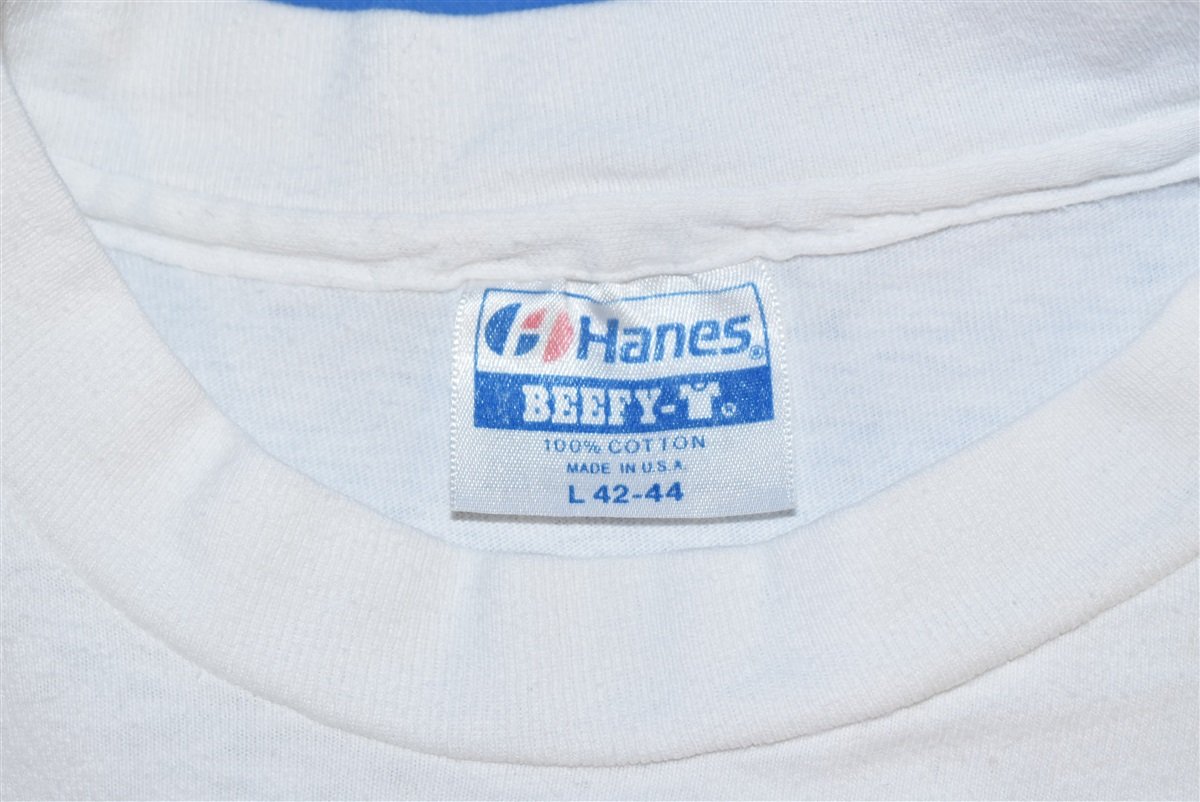 Hanes®
BEEFY-T®
100% COTTON
MADE IN U.S.A.
L 42-44